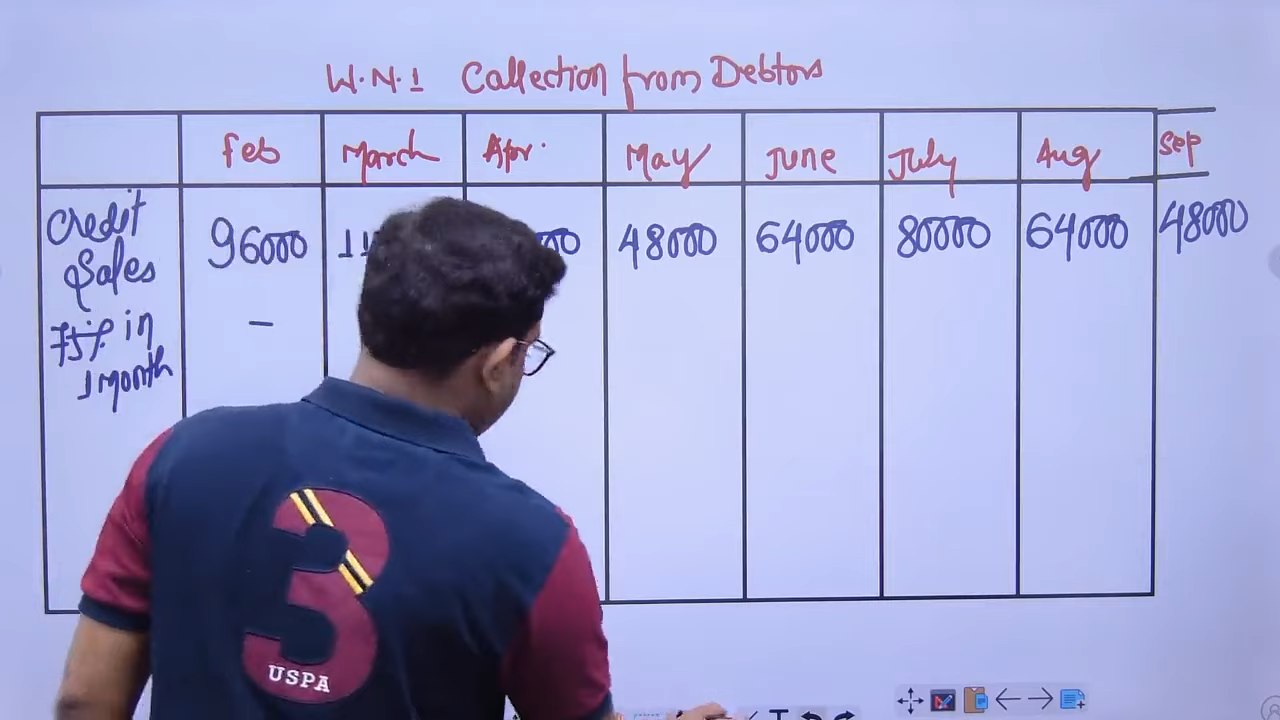 W.N.1 Collection from Debtors
Feb March Apr. May June July Aug Sep
Credit Sales 96000 48000 64000 80000 64000 48000
75% in 1 Month -
3
USPA